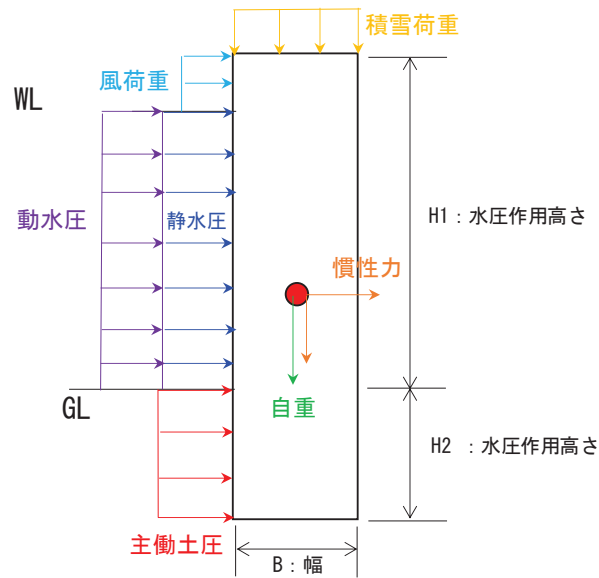 積雪荷重
風荷重
WL
動水圧
静水圧
H1：水圧作用高さ
慣性力
自重
GL
H2 ：水圧作用高さ
主働土圧
B：幅